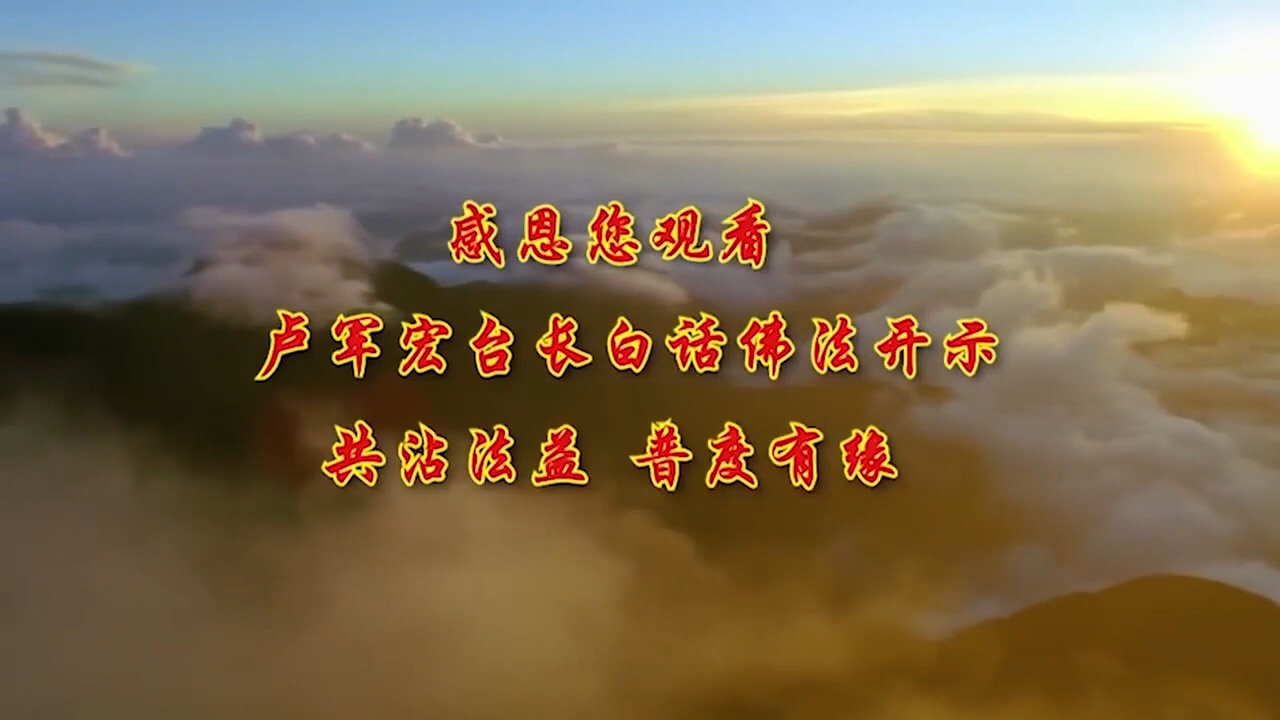 感恩您观看
卢军宏台长白话佛法开示
共沾法益 普度有缘